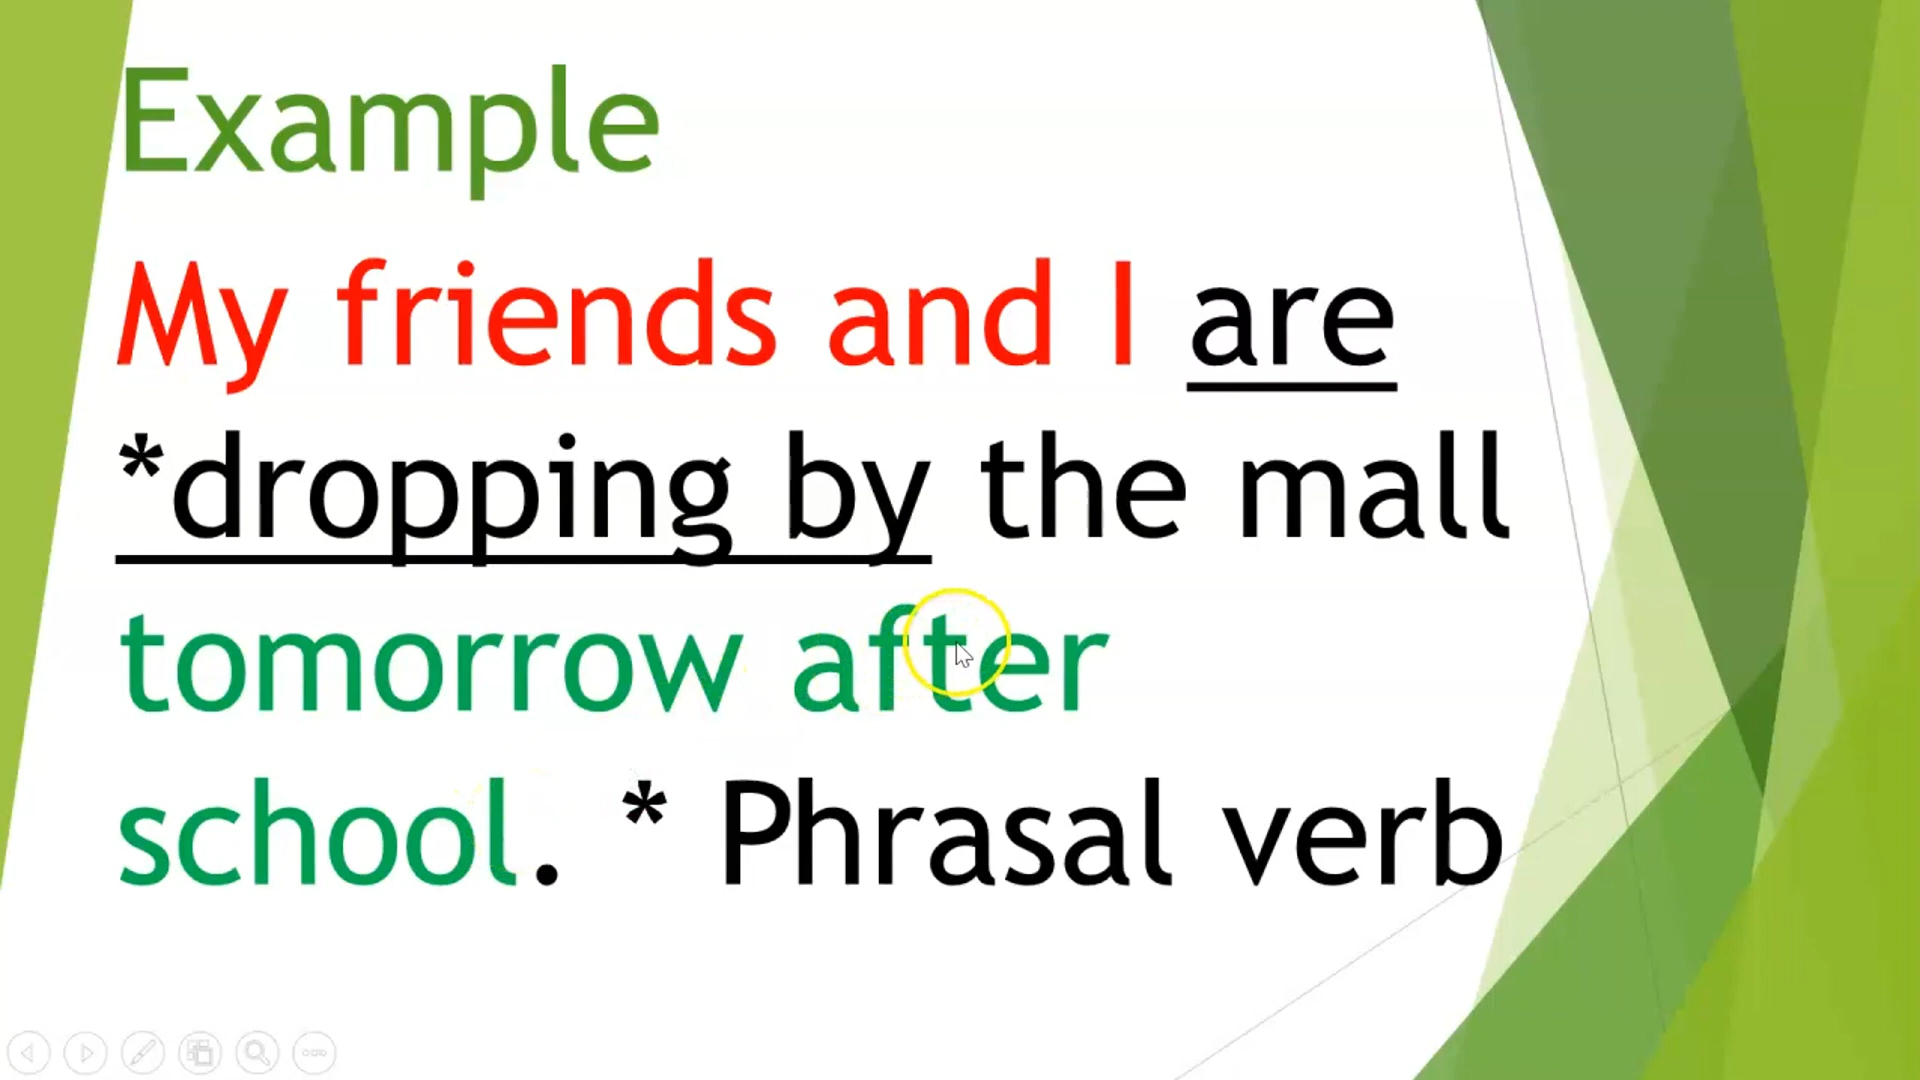 Example
My friends and I are
*dropping by the mall
tomorrow after
school. * Phrasal verb